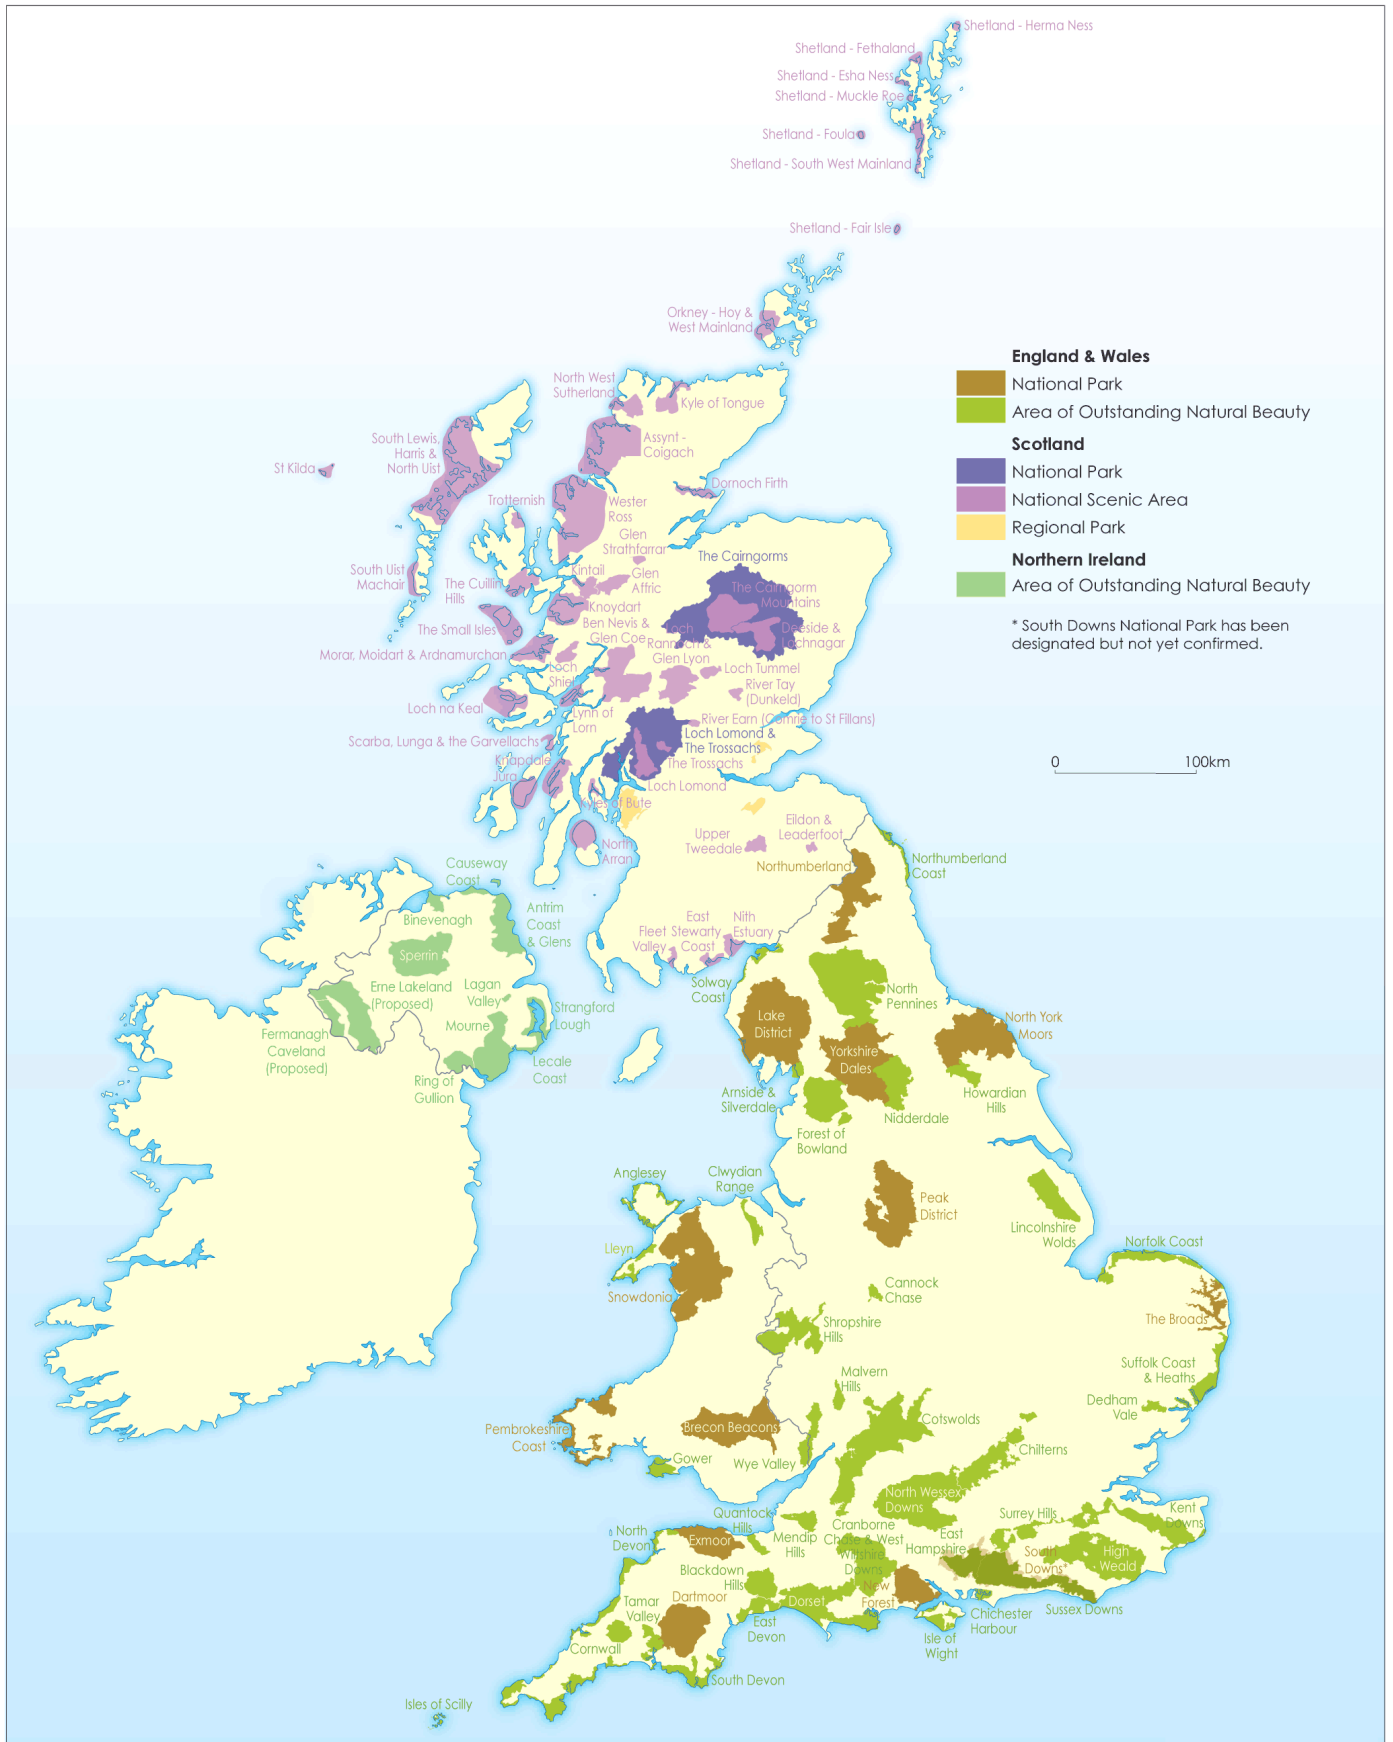 Shetland - Herma Ness
Shetland - Fethaland
Shetland - Esha Ness
Shetland - Muckle Roe
Shetland - Foula
Shetland - South West Mainland
Shetland - Fair Isle
Orkney - Hoy &
West Mainland
England & Wales
National Park
Area of Outstanding Natural Beauty
Scotland
National Park
National Scenic Area
Regional Park
Northern Ireland
Area of Outstanding Natural Beauty
* South Downs National Park has been
designated but not yet confirmed.
0 100km
North West
Sutherland
Kyle of Tongue
South Lewis,
Harris &
North Uist
St Kilda
Assynt -
Coigach
Dornoch Firth
Trotternish
Wester
Ross
Glen
Strathfarrar
The Cairngorms
South Uist
Machair
The Cuillin
Hills
Kintail
Glen
Affric
The Cairngorm
Mountains
Knoydart
The Small Isles
Ben Nevis &
Glen Coe
Loch
Rannoch &
Glen Lyon
Deeside &
Lochnagar
Morar, Moidart & Ardnamurchan
Loch
Shiel
Loch Tummel
River Tay
(Dunkeld)
Loch na Keal
Lynn of
Lorn
River Earn (Comrie to St Fillans)
Scarba, Lunga & the Garvellachs
Loch Lomond &
The Trossachs
The Trossachs
Knapdale
Jura
Loch Lomond
Kyles of Bute
North
Arran
Upper
Tweedale
Eildon &
Leaderfoot
Northumberland
Northumberland
Coast
Causeway
Coast
Antrim
Coast
& Glens
Binevenagh
Sperrin
Erne Lakeland
(Proposed)
Lagan
Valley
Strangford
Lough
Mourne
Fermanagh
Caveland
(Proposed)
Ring of
Gullion
Lecale
Coast
Fleet
Valley
East
Stewarty
Coast
Nith
Estuary
Solway
Coast
North
Pennines
Lake
District
North York
Moors
Yorkshire
Dales
Arnside &
Silverdale
Howardian
Hills
Nidderdale
Forest of
Bowland
Anglesey
Clwydian
Range
Peak
District
Lincolnshire
Wolds
Lleyn
Snowdonia
Norfolk Coast
Cannock
Chase
The Broads
Shropshire
Hills
Suffolk Coast
& Heaths
Malvern
Hills
Dedham
Vale
Pembrokeshire
Coast
Brecon Beacons
Cotswolds
Gower
Wye Valley
Chilterns
North Wessex
Downs
Surrey Hills
Kent
Downs
Quantock
Hills
North
Devon
Exmoor
Mendip
Hills
Cranborne
Chase & West
Wiltshire
Downs
East
Hampshire
South
Downs*
High
Weald
Blackdown
Hills
Dartmoor
Tamar
Valley
New
Forest
Dorset
East
Devon
Isle of
Wight
Chichester
Harbour
Sussex Downs
Cornwall
South Devon
Isles of Scilly